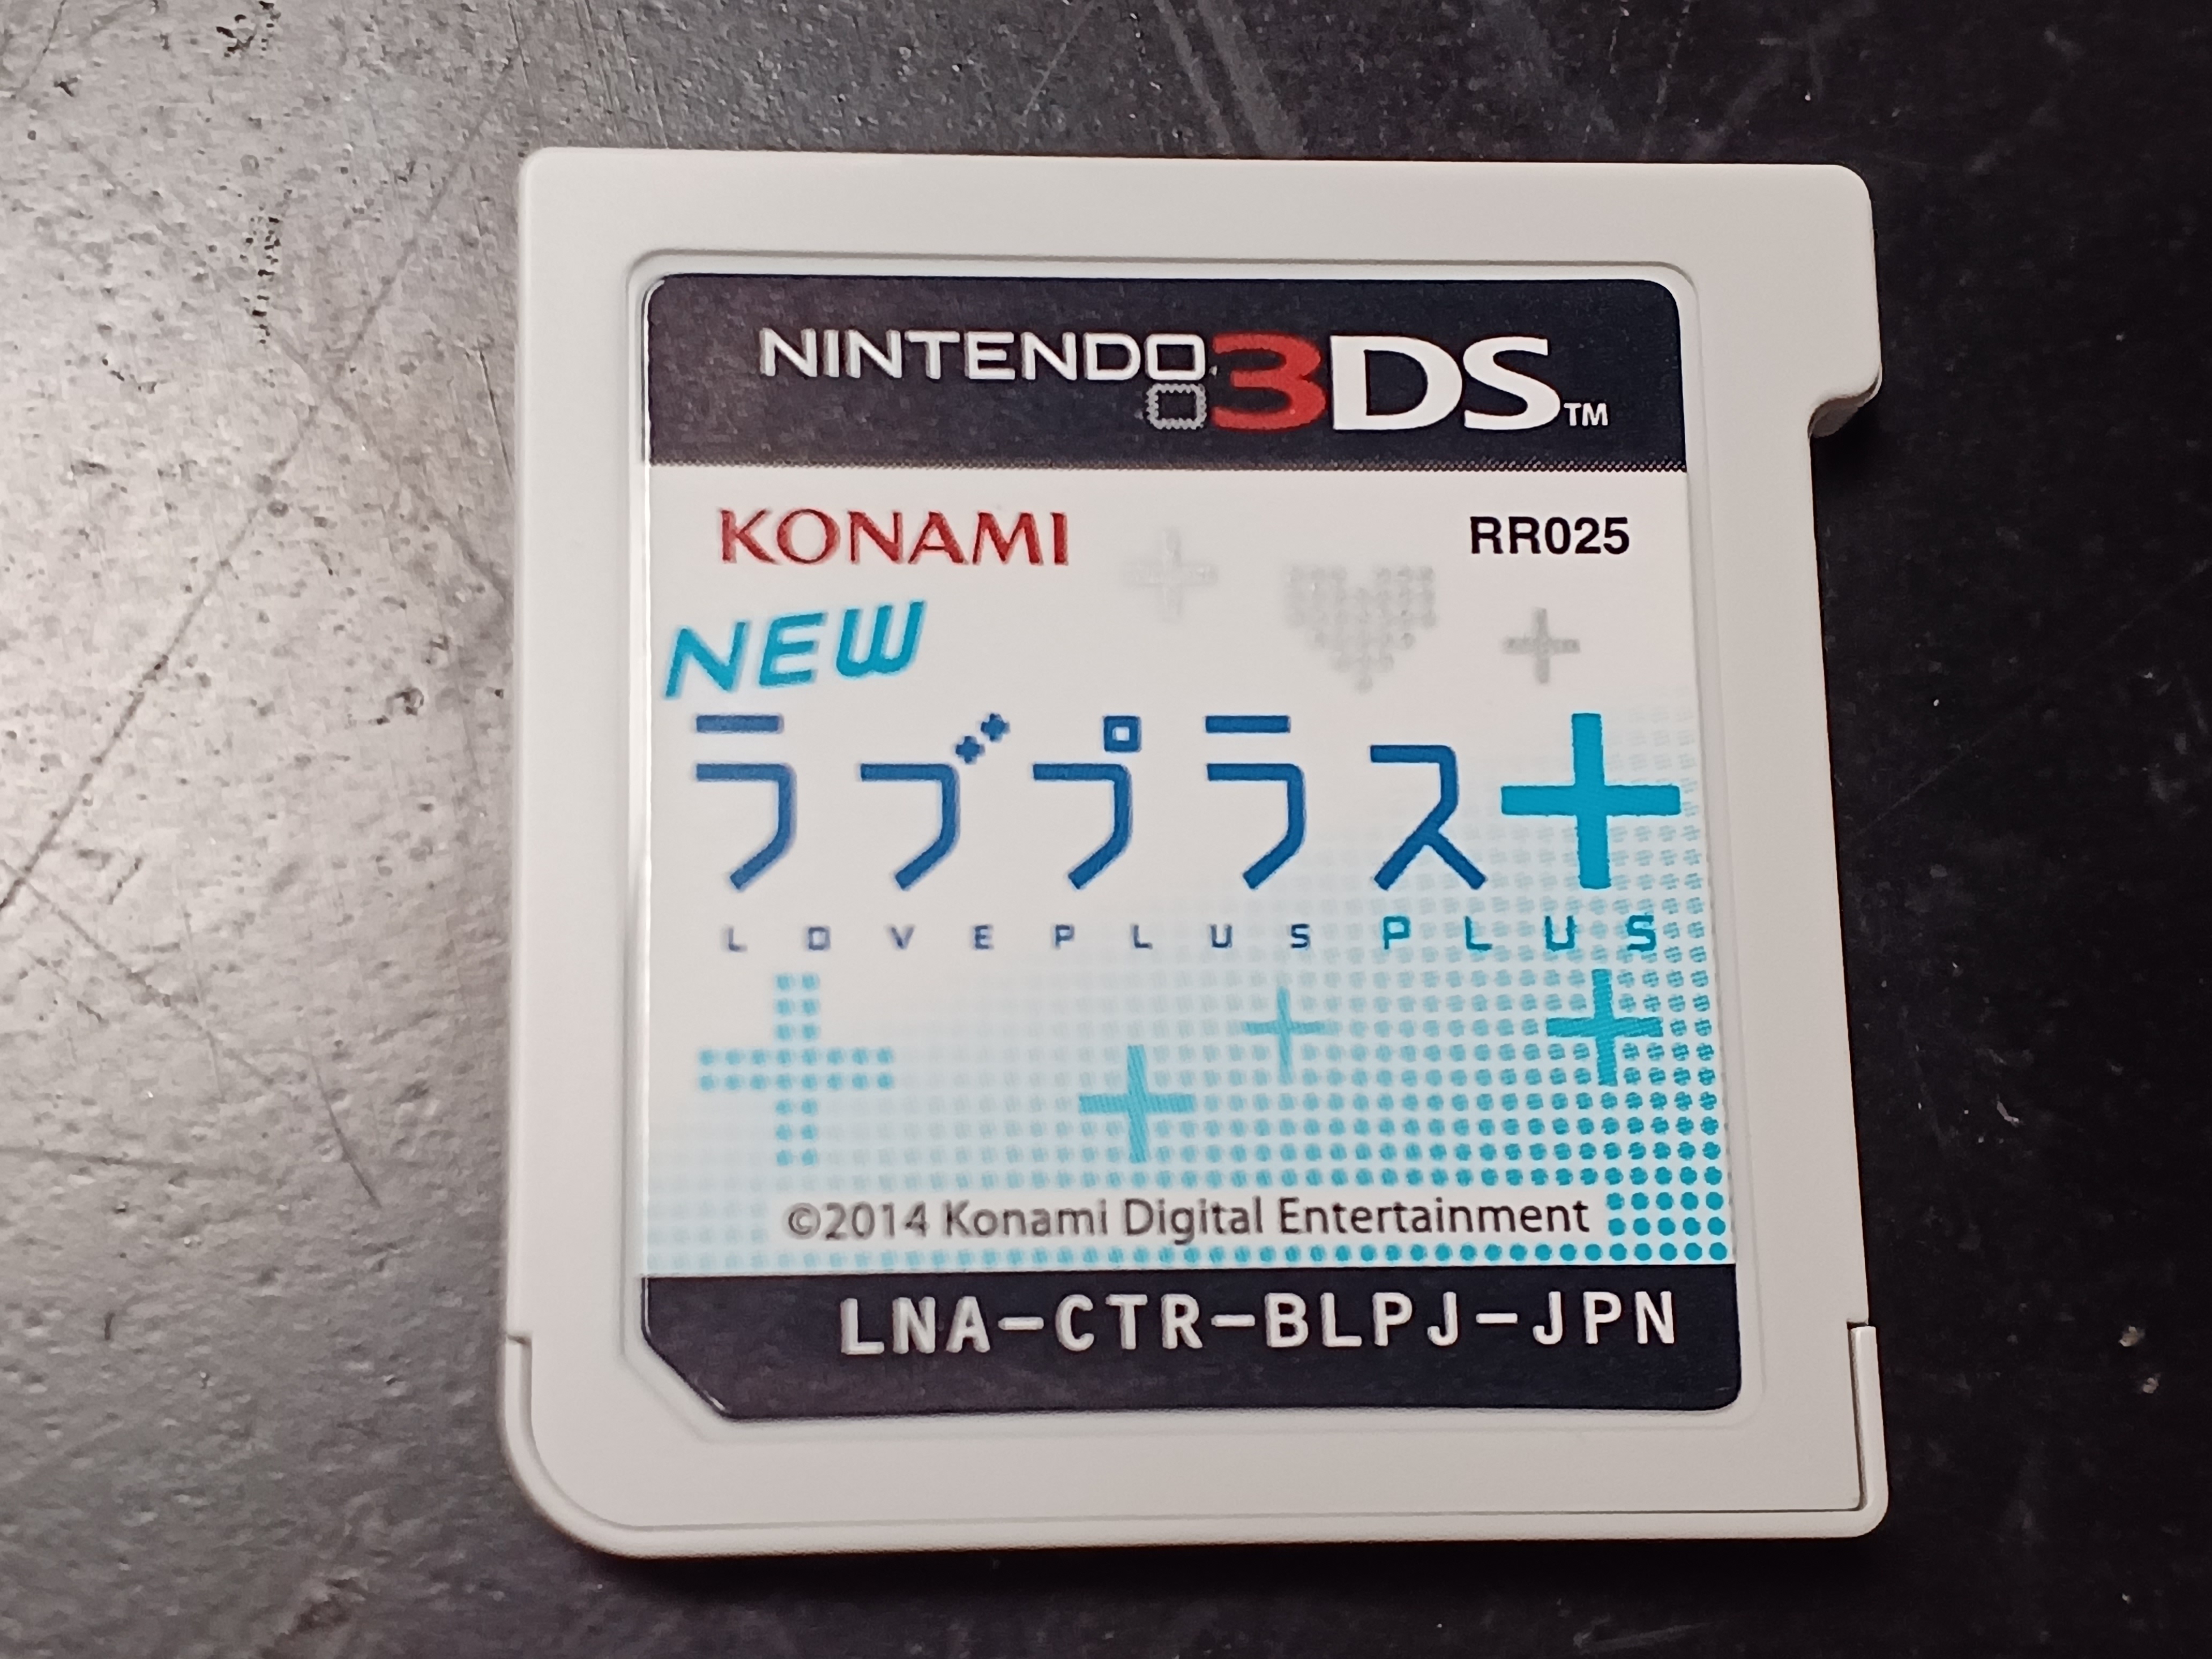 NINTENDO 3DS™
KONAMI RR025
NEW
ラブプラス+
LOVEPLUS PLUS
©2014 Konami Digital Entertainment
LNA-CTR-BLPJ-JPN